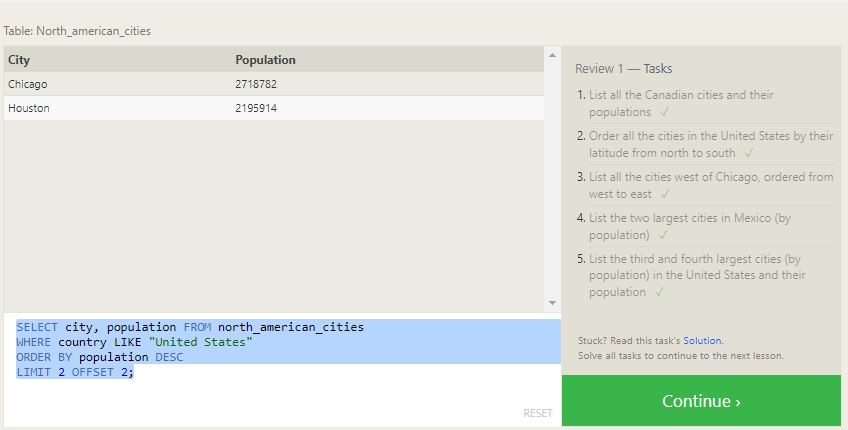 Table: North_american_cities
City Population
Chicago 2718782
Houston 2195914
SELECT city, population FROM north_american_cities
WHERE country LIKE "United States"
ORDER BY population DESC
LIMIT 2 OFFSET 2;
RESET
Review 1 — Tasks
1. List all the Canadian cities and their
populations ✓
2. Order all the cities in the United States by their
latitude from north to south ✓
3. List all the cities west of Chicago, ordered from
west to east ✓
4. List the two largest cities in Mexico (by
population) ✓
5. List the third and fourth largest cities (by
population) in the United States and their
population ✓
Stuck? Read this task's Solution.
Solve all tasks to continue to the next lesson.
Continue ›